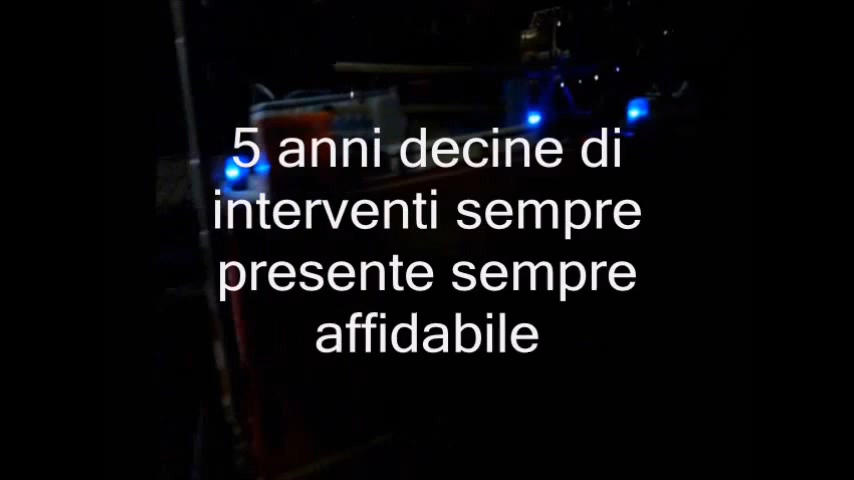 5 anni decine di
interventi sempre
presente sempre
affidabile